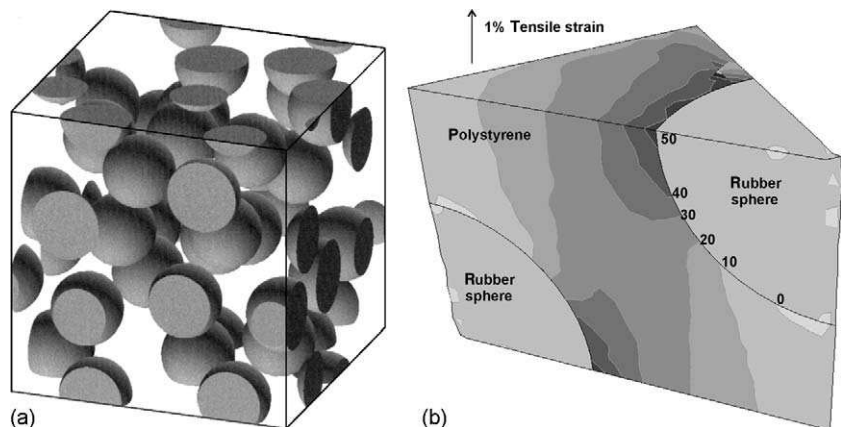 1% Tensile strain
Polystyrene
50
Rubber
sphere
40
30
20
10
0
Rubber
sphere
(a)
(b)